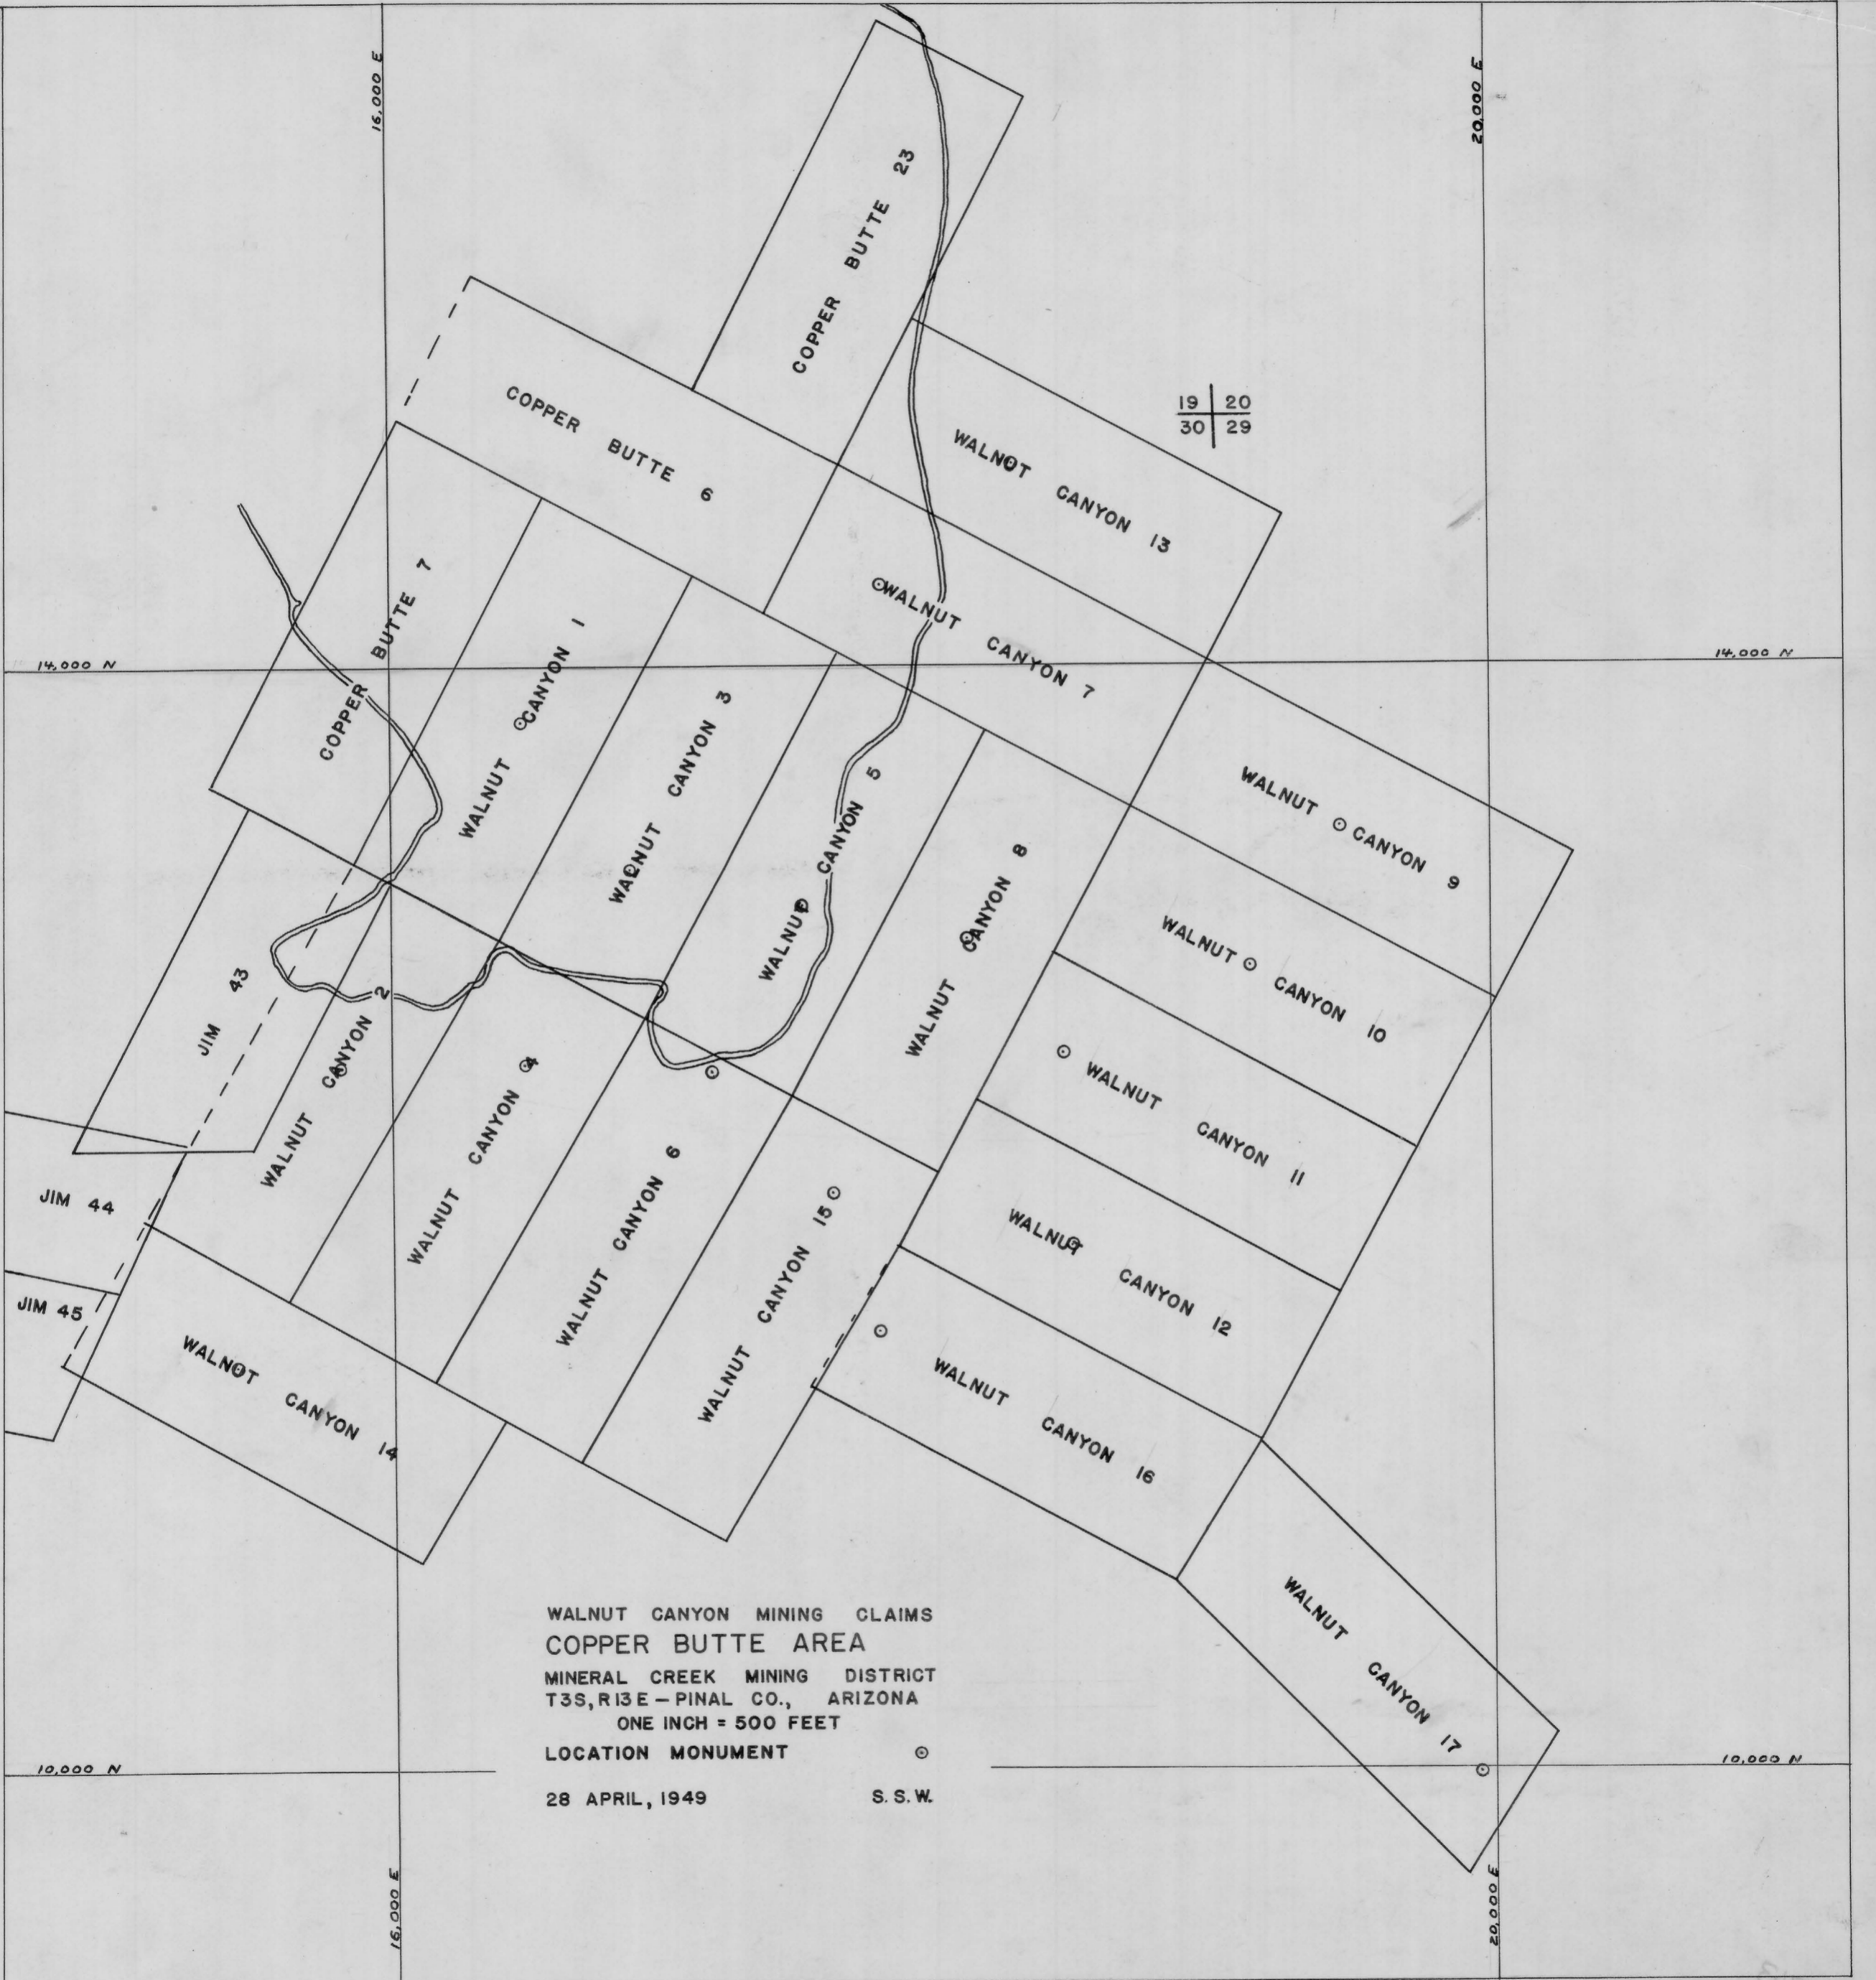 16,000 E
20,000 E
COPPER BUTTE 23
19 20
30 29
COPPER BUTTE 6
WALNUT CANYON 13
COPPER BUTTE 7
WALNUT CANYON 1
WALNUT CANYON 7
14,000 N
14,000 N
WALNUT CANYON 3
WALNUT CANYON 5
WALNUT CANYON 8
WALNUT CANYON 9
WALNUT CANYON 10
JIM 43
WALNUT CANYON 2
WALNUT CANYON 4
WALNUT CANYON 11
JIM 44
WALNUT CANYON 6
WALNUT CANYON 15
WALNUT CANYON 12
JIM 45
WALNUT CANYON 14
WALNUT CANYON 16
WALNUT CANYON 17
WALNUT CANYON MINING CLAIMS
COPPER BUTTE AREA
MINERAL CREEK MINING DISTRICT
T3S, R13E – PINAL CO., ARIZONA
ONE INCH = 500 FEET
LOCATION MONUMENT
28 APRIL, 1949 S. S. W.
10,000 N
10,000 N
16,000 E
20,000 E